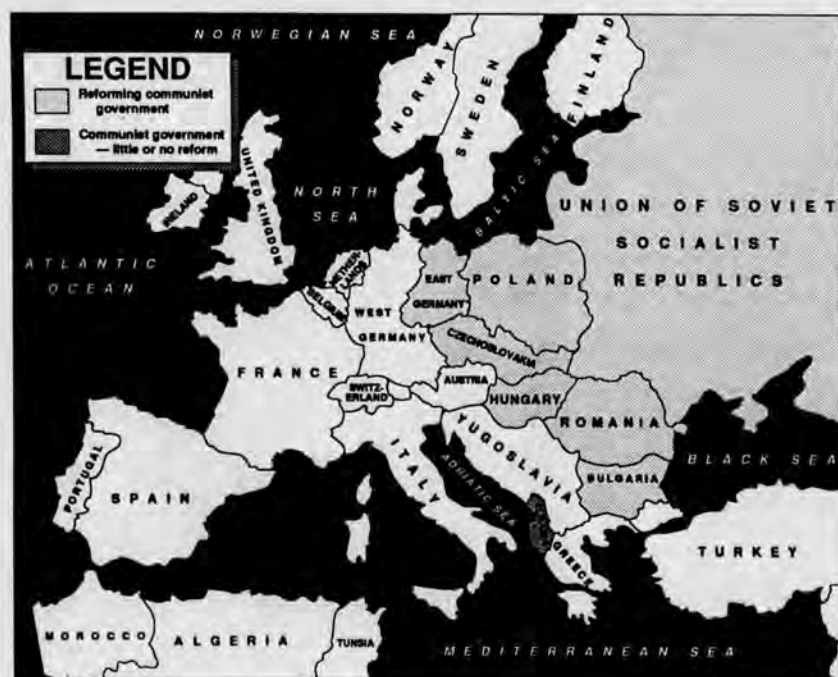 NORWEGIAN SEA
LEGEND
Reforming communist
government
Communist government
— little or no reform
NORWAY
SWEDEN
FINLAND
UNITED KINGDOM
IRELAND
NORTH
SEA
BALTIC SEA
UNION OF SOVIET
SOCIALIST
REPUBLICS
ATLANTIC
OCEAN
NETHER-
LANDS
BELGIUM
WEST
GERMANY
EAST
GERMANY
POLAND
CZECHOSLOVAKIA
FRANCE
SWITZ-
ERLAND
AUSTRIA
HUNGARY
ROMANIA
YUGOSLAVIA
ITALY
ADRIATIC SEA
BULGARIA
BLACK SEA
PORTUGAL
SPAIN
GREECE
TURKEY
MOROCCO
ALGERIA
TUNSIA
MEDITERRANEAN SEA